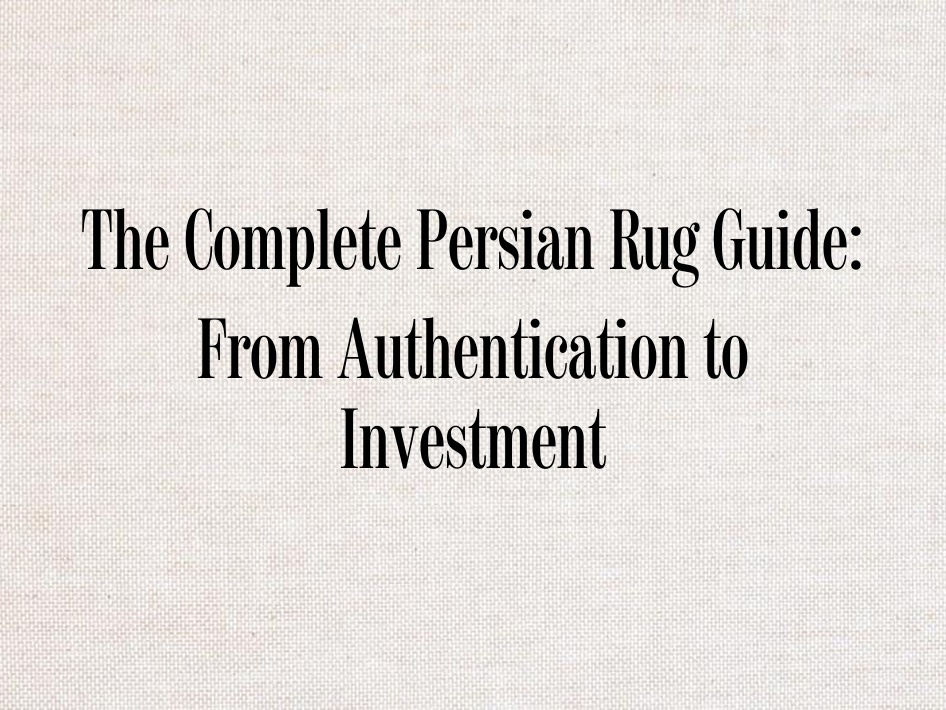 The Complete Persian Rug Guide:
From Authentication to
Investment